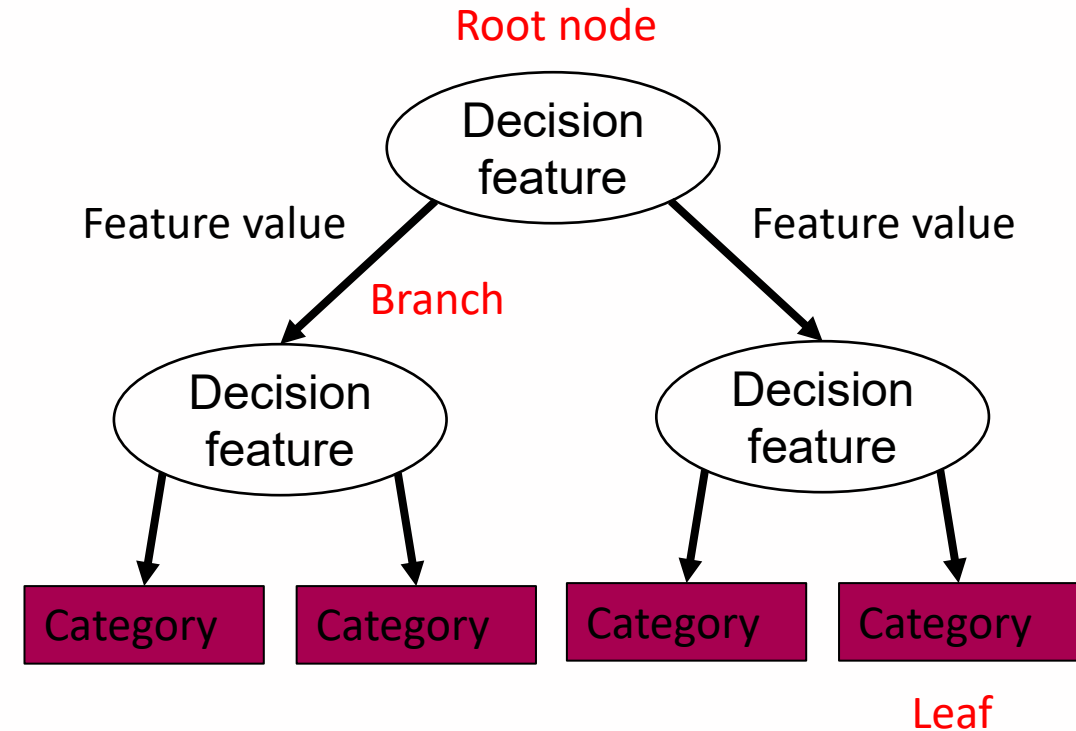 Root node
Decision
feature
Feature value
Feature value
Branch
Decision
feature
Decision
feature
Category
Category
Category
Category
Leaf